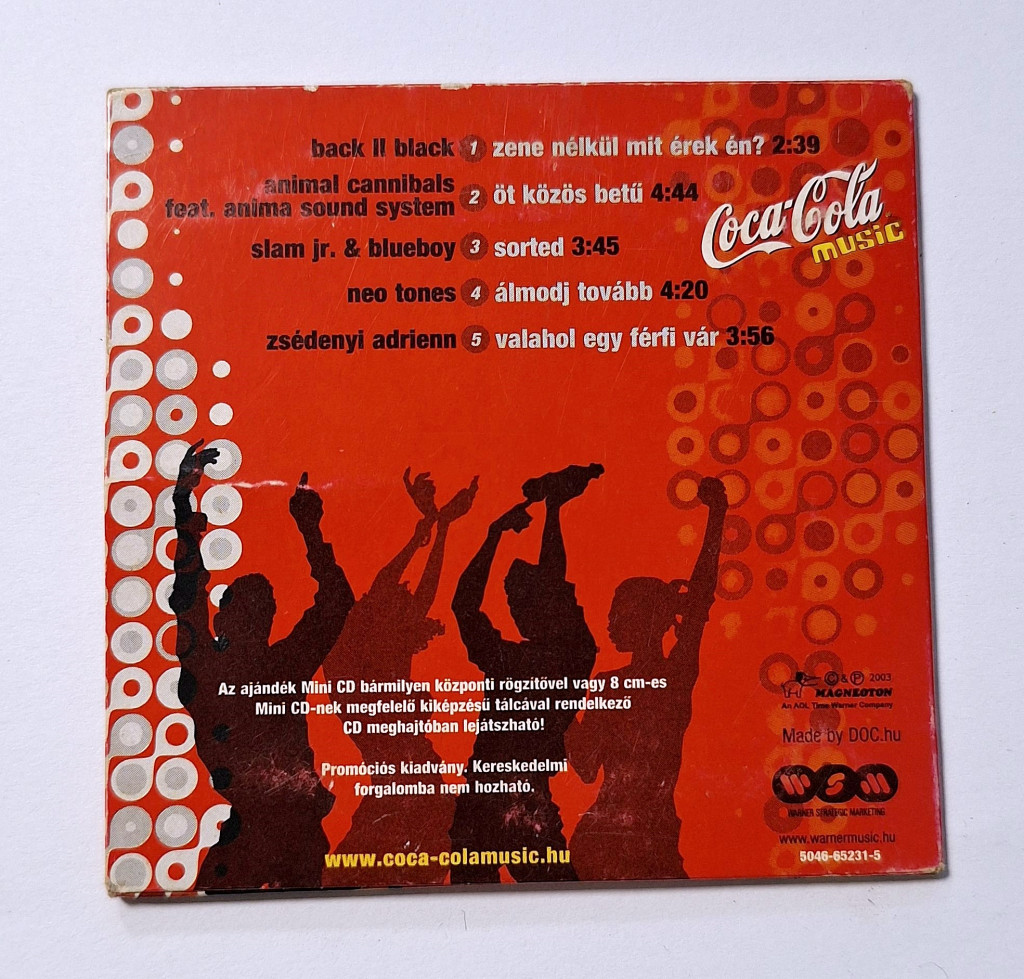 back II black 1 zene nélkül mit érek én? 2:39
animal cannibals
feat. anima sound system 2 öt közös betű 4:44
slam jr. & blueboy 3 sorted 3:45
neo tones 4 álmodj tovább 4:20
zsédenyi adrienn 5 valahol egy férfi vár 3:56
Coca-Cola
music
Az ajándék Mini CD bármilyen központi rögzítővel vagy 8 cm-es
Mini CD-nek megfelelő kiképzésű tálcával rendelkező
CD meghajtóban lejátszható!
Promóciós kiadvány. Kereskedelmi
forgalomba nem hozható.
www.coca-colamusic.hu
© & ℗ 2003
MAGNEOTON
An AOL Time Warner Company
Made by DOC.hu
WSM
WARNER STRATEGIC MARKETING
www.warnermusic.hu
5046-65231-5